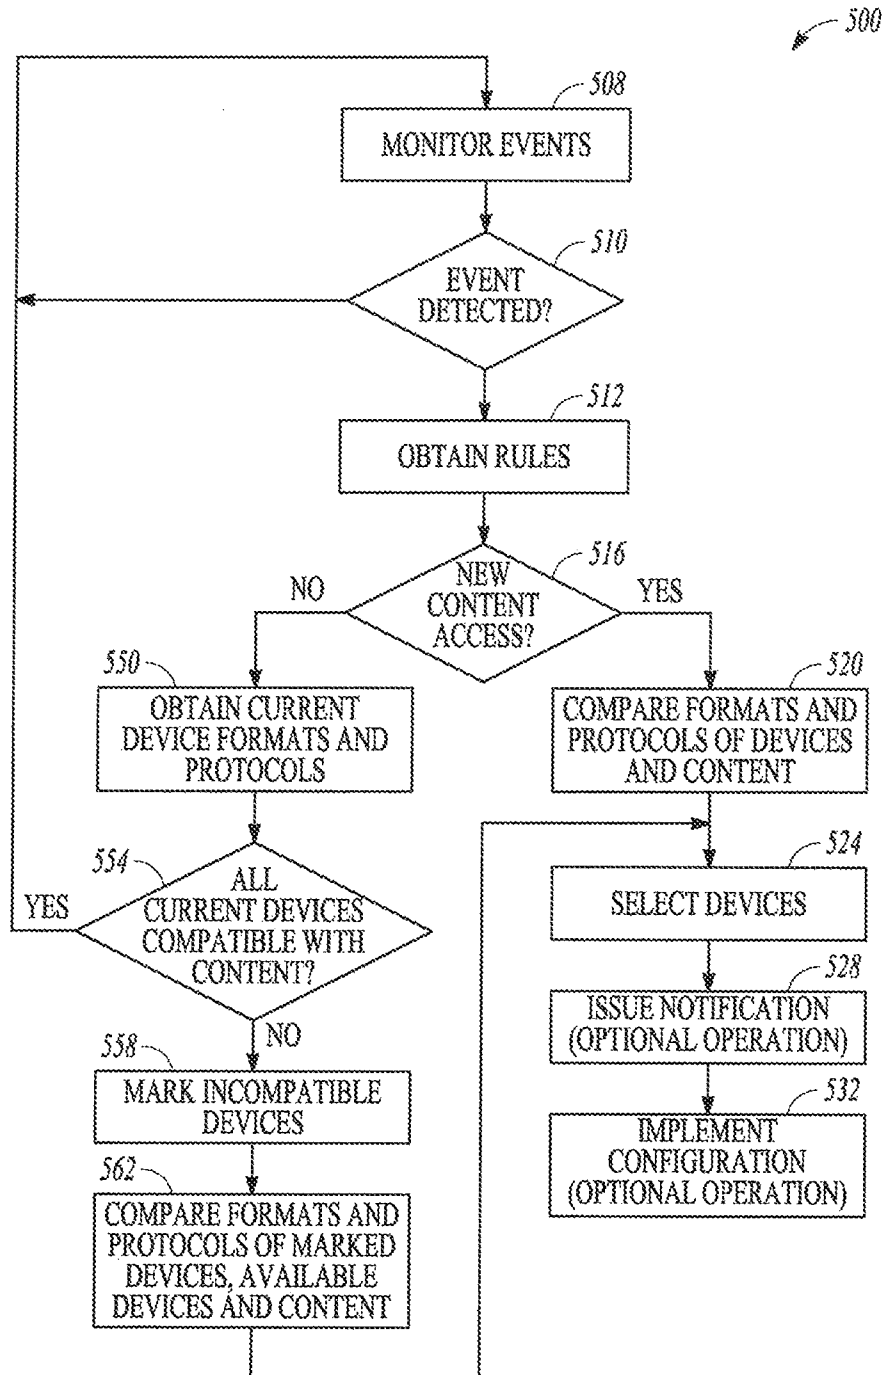 500
508
MONITOR EVENTS
510
EVENT
DETECTED?
512
OBTAIN RULES
516
NEW
CONTENT
ACCESS?
NO
YES
550
OBTAIN CURRENT
DEVICE FORMATS AND
PROTOCOLS
520
COMPARE FORMATS AND
PROTOCOLS OF DEVICES
AND CONTENT
554
ALL
CURRENT DEVICES
COMPATIBLE WITH
CONTENT?
YES
NO
524
SELECT DEVICES
528
ISSUE NOTIFICATION
(OPTIONAL OPERATION)
558
MARK INCOMPATIBLE
DEVICES
532
IMPLEMENT
CONFIGURATION
(OPTIONAL OPERATION)
562
COMPARE FORMATS AND
PROTOCOLS OF MARKED
DEVICES, AVAILABLE
DEVICES AND CONTENT